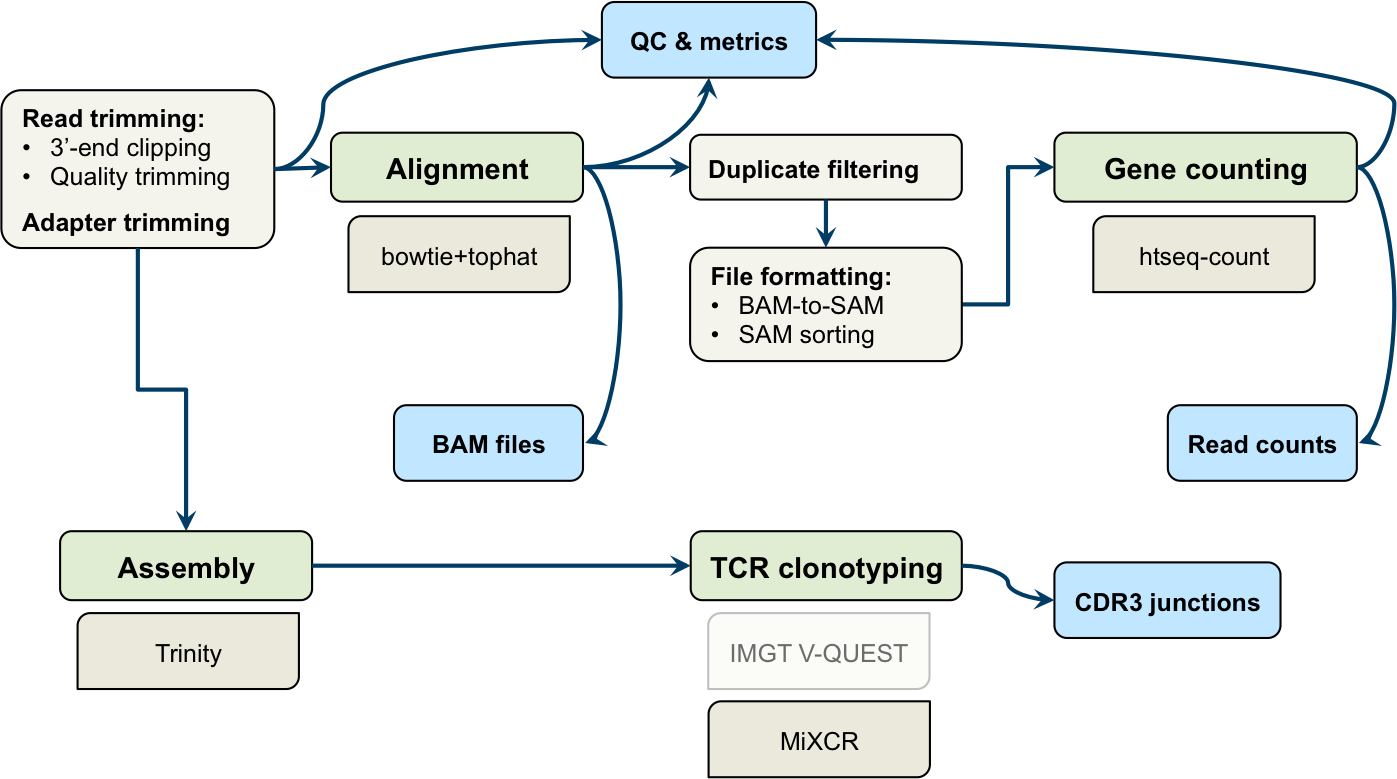 QC & metrics
Read trimming:
• 3’-end clipping
• Quality trimming
Adapter trimming
Alignment
bowtie+tophat
Duplicate filtering
File formatting:
• BAM-to-SAM
• SAM sorting
Gene counting
htseq-count
BAM files
Read counts
Assembly
Trinity
TCR clonotyping
IMGT V-QUEST
MiXCR
CDR3 junctions